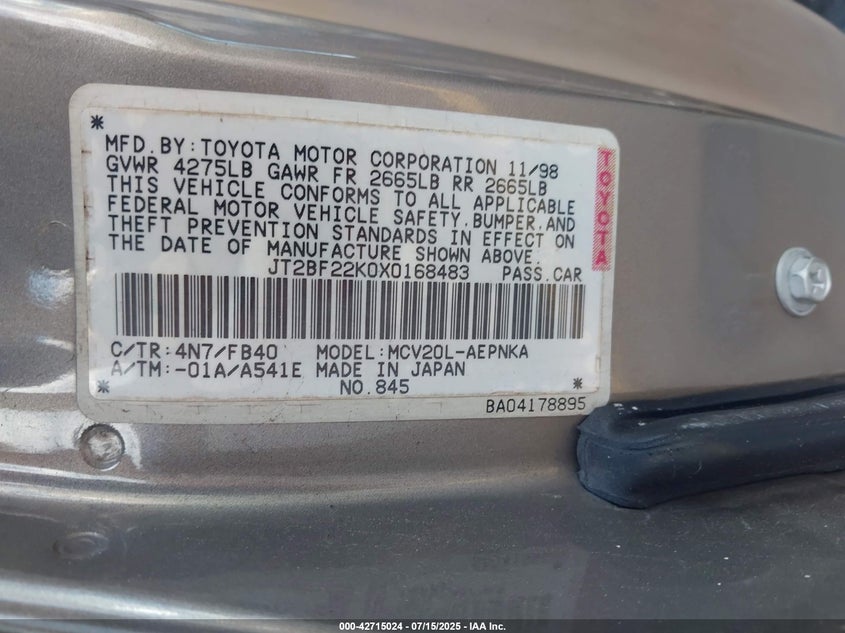 *
MFD.BY:TOYOTA MOTOR CORPORATION 11/98
GVWR 4275LB GAWR FR 2665LB RR 2665LB
THIS VEHICLE CONFORMS TO ALL APPLICABLE
FEDERAL MOTOR VEHICLE SAFETY,BUMPER,AND
THEFT PREVENTION STANDARDS IN EFFECT ON
THE DATE OF MANUFACTURE SHOWN ABOVE.
TOYOTA
JT2BF22K0X0168483 PASS.CAR
C/TR:4N7/FB40 MODEL:MCV20L-AEPNKA
A/TM:-01A/A541E MADE IN JAPAN
* NO.845 *
BA04178895
000-42715024 / 07/15/2025 - IAA Inc.